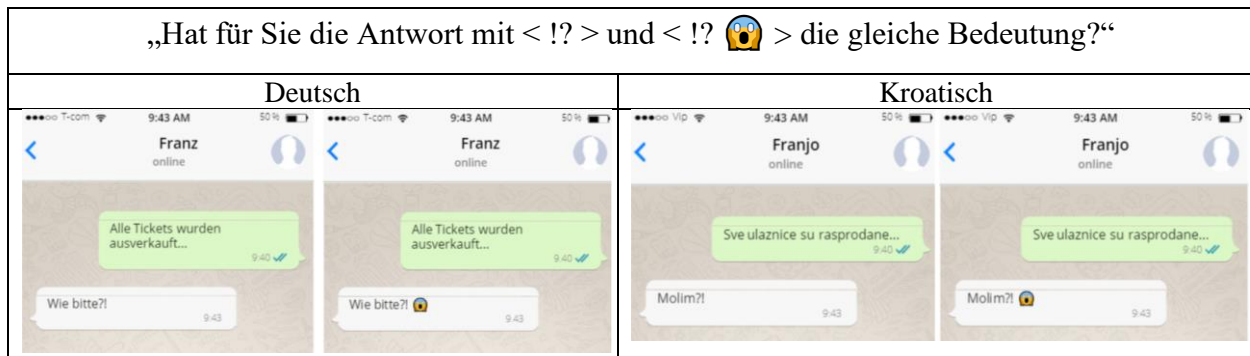 „Hat für Sie die Antwort mit < !? > und < !? 😱 > die gleiche Bedeutung?“
Deutsch
T-com 9:43 AM 50 %
Franz
online
Alle Tickets wurden
ausverkauft...
9:40
Wie bitte?!
9:43
T-com 9:43 AM 50 %
Franz
online
Alle Tickets wurden
ausverkauft...
9:40
Wie bitte?! 😱
9:43
Kroatisch
Vip 9:43 AM 50 %
Franjo
online
Sve ulaznice su rasprodane...
9:40
Molim?!
9:43
Vip 9:43 AM 50 %
Franjo
online
Sve ulaznice su rasprodane...
9:40
Molim?! 😱
9:43